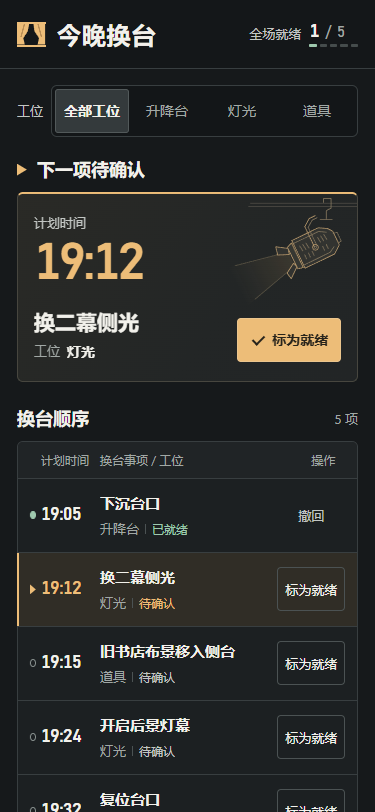 今晚换台
全场就绪 1 / 5
工位 全部工位 升降台 灯光 道具
下一项待确认
计划时间
19:12
换二幕侧光
工位 灯光
标为就绪
换台顺序 5 项
计划时间 换台事项 / 工位 操作
19:05 下沉台口 撤回
升降台 已就绪
19:12 换二幕侧光 标为就绪
灯光 待确认
19:15 旧书店布景移入侧台 标为就绪
道具 待确认
19:24 开启后景灯幕 标为就绪
灯光 待确认
19:32 复位台口 标为就绪